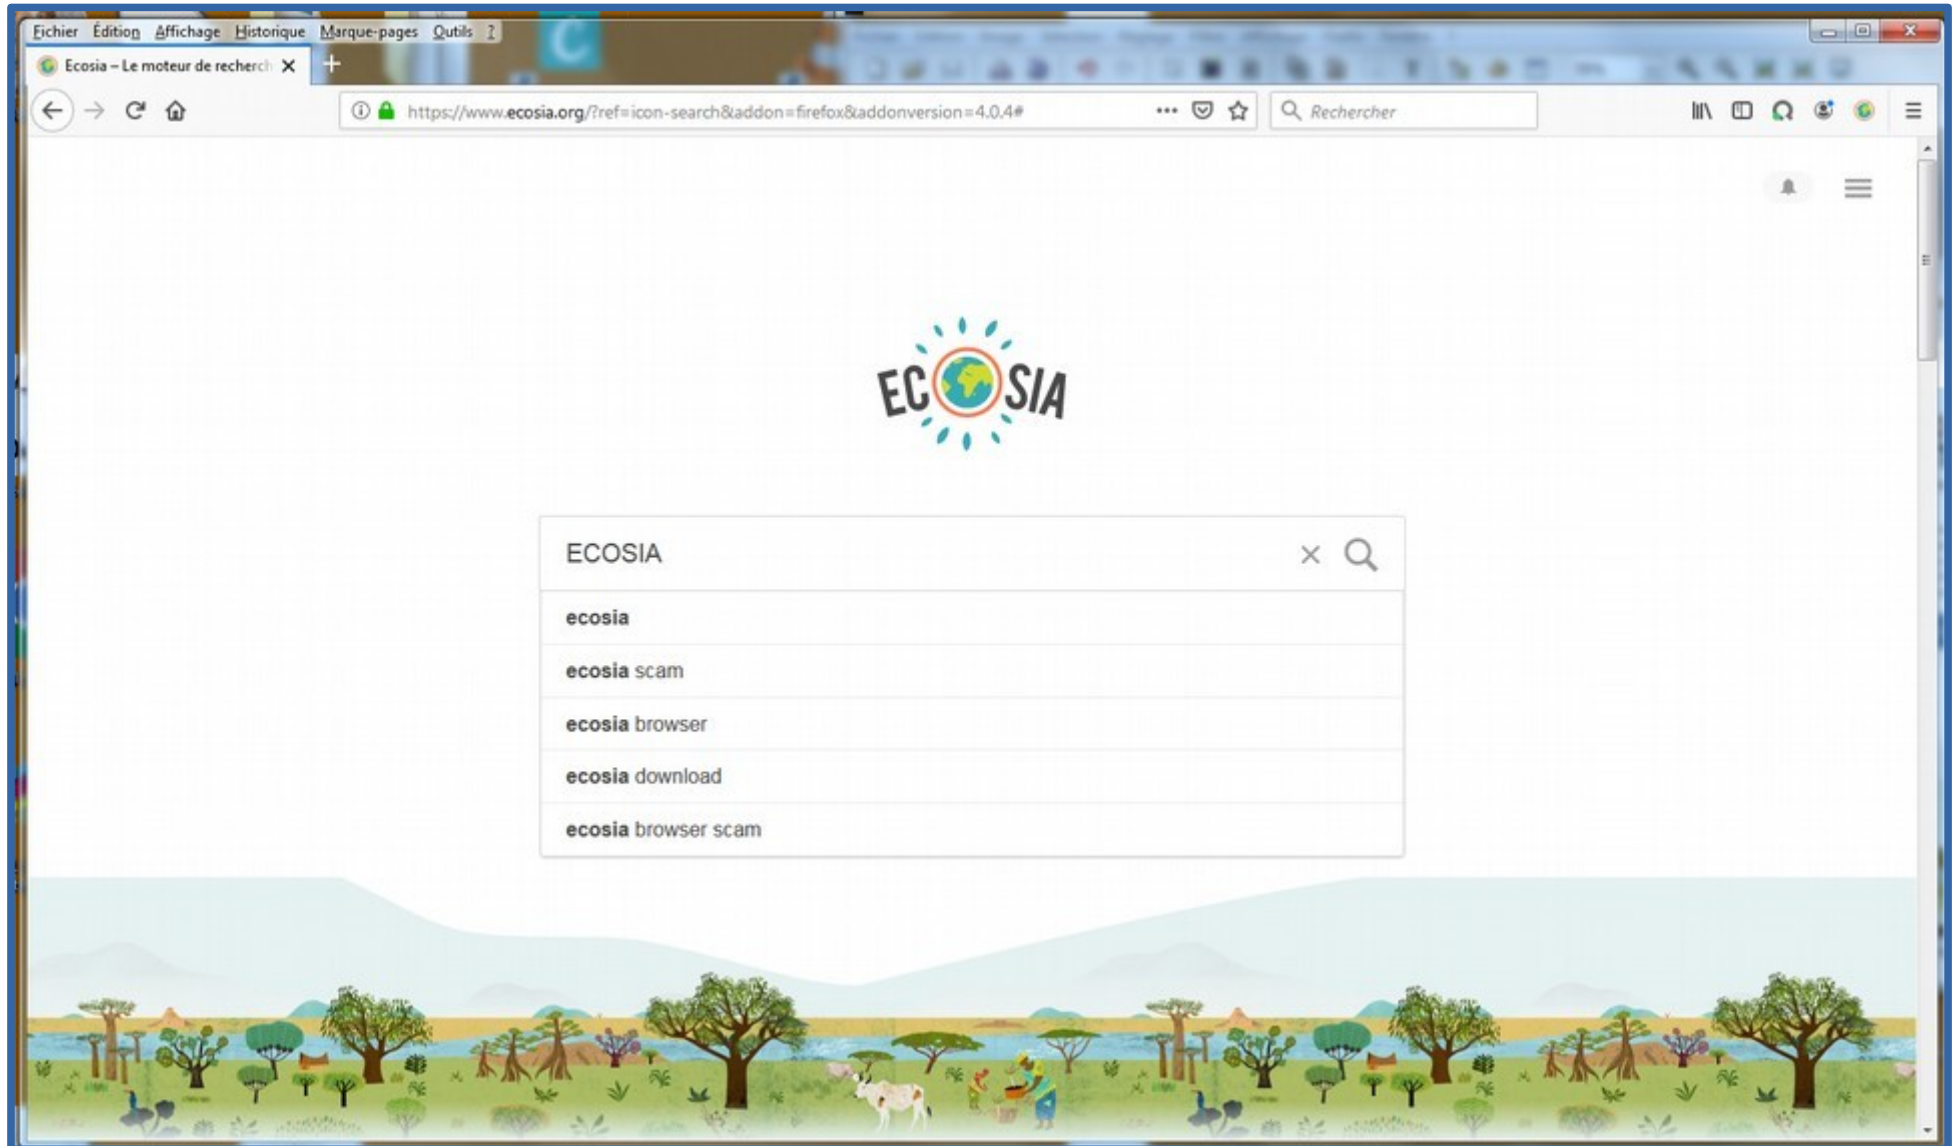 Fichier Édition Affichage Historique Marque-pages Outils ?
Ecosia – Le moteur de recherch
https://www.ecosia.org/?ref=icon-search&addon=firefox&addonversion=4.0.4#
Rechercher
ECOSIA
ECOSIA
ecosia
ecosia scam
ecosia browser
ecosia download
ecosia browser scam